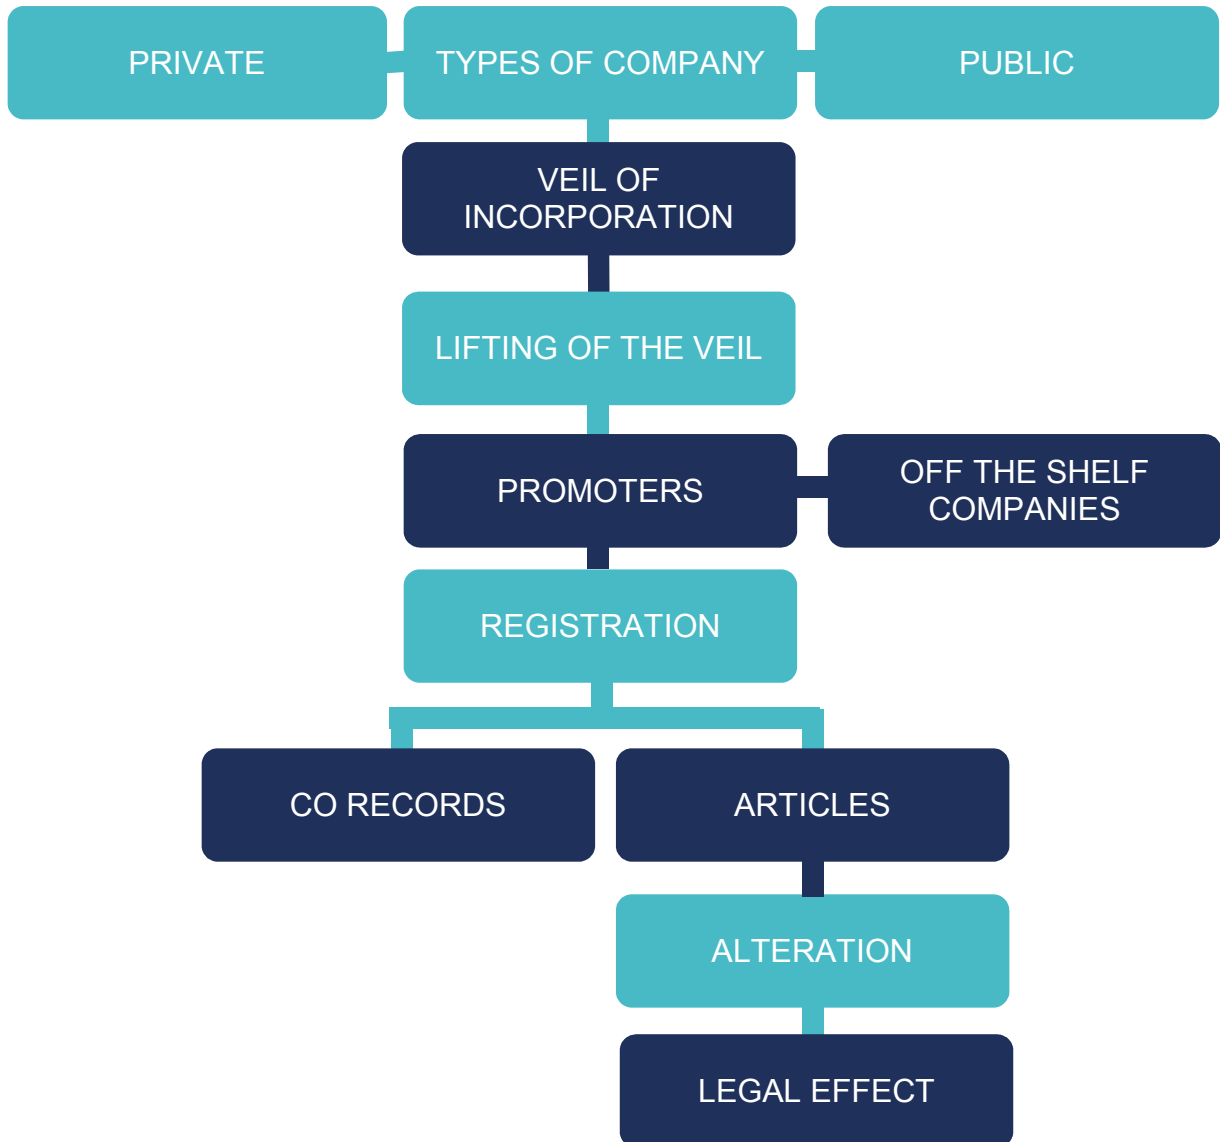 PRIVATE
TYPES OF COMPANY
PUBLIC
VEIL OF
INCORPORATION
LIFTING OF THE VEIL
PROMOTERS
OFF THE SHELF
COMPANIES
REGISTRATION
CO RECORDS
ARTICLES
ALTERATION
LEGAL EFFECT